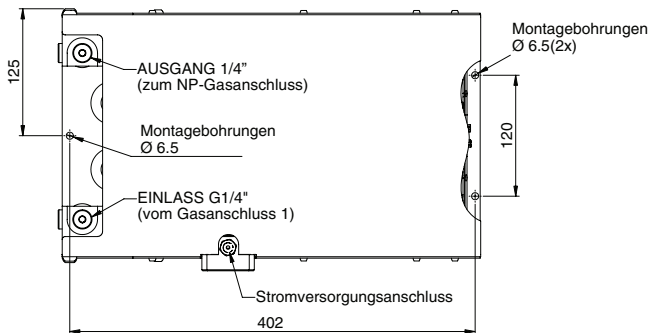 Montagebohrungen
Ø 6.5(2x)
125
AUSGANG 1/4”
(zum NP-Gasanschluss)
120
Montagebohrungen
Ø 6.5
EINLASS G1/4"
(vom Gasanschluss 1)
Stromversorgungsanschluss
402